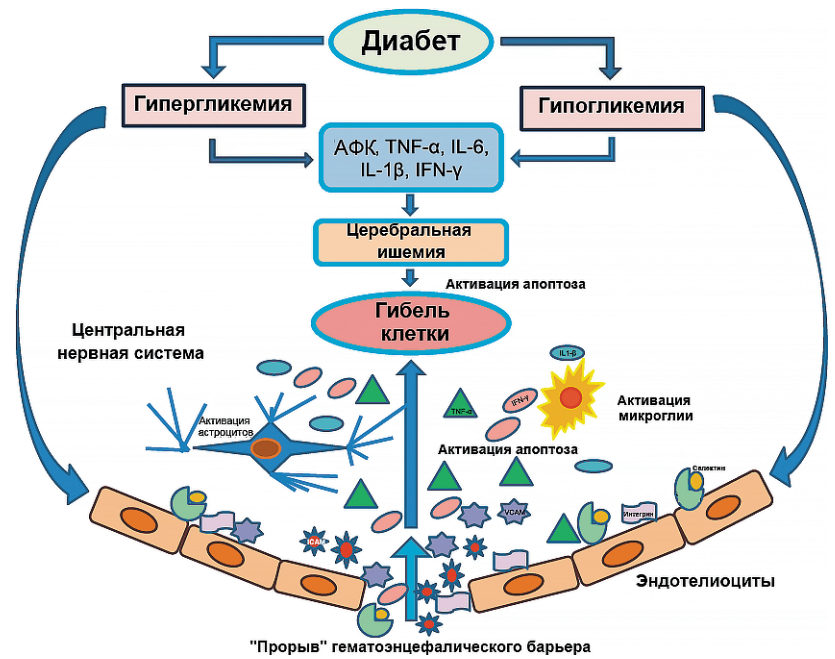 Диабет
Гипергликемия
Гипогликемия
АФК, TNF-α, IL-6,
IL-1β, IFN-γ
Церебральная
ишемия
Активация апоптоза
Гибель
клетки
Центральная
нервная система
IL1-β
IFN-γ
TNF-α
Активация
микроглии
Активация
астроцитов
Активация апоптоза
Селектин
VCAM
Интегрин
ICAM
Эндотелиоциты
"Прорыв" гематоэнцефалического барьера